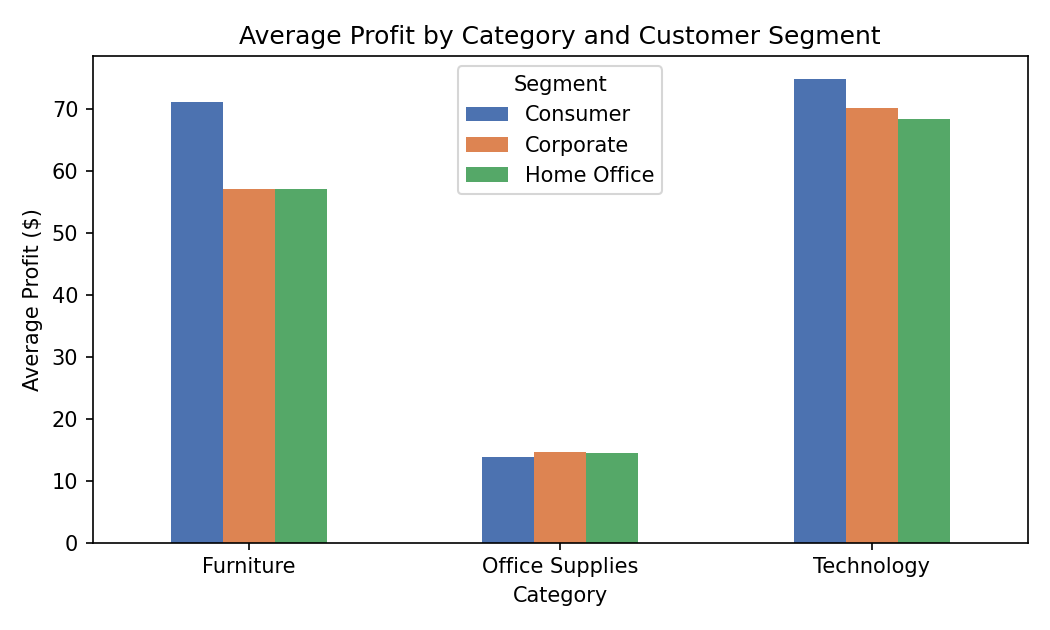 Average Profit by Category and Customer Segment
Segment
Consumer
Corporate
Home Office
Average Profit ($)
70
60
50
40
30
20
10
0
Furniture
Office Supplies
Technology
Category